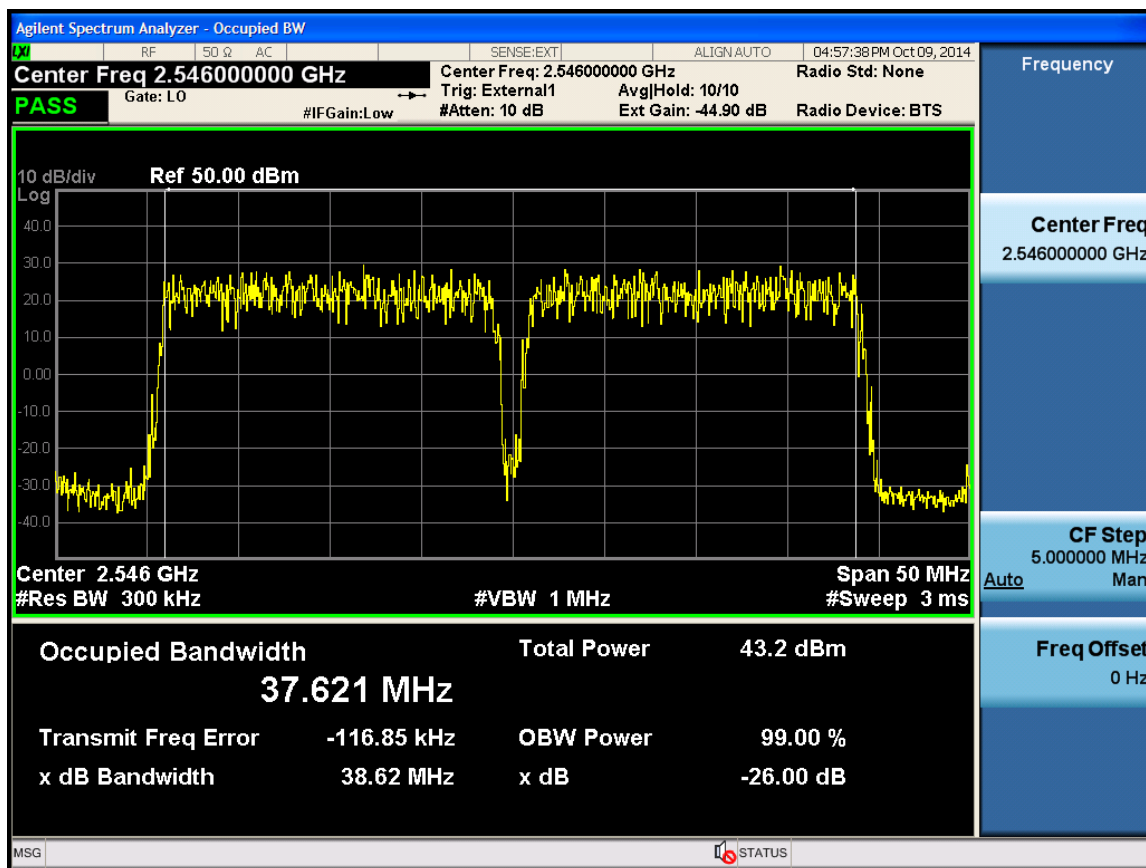 Agilent Spectrum Analyzer - Occupied BW
LXI RF 50 Ω AC SENSE:EXT ALIGN AUTO 04:57:38 PM Oct 09, 2014
Center Freq 2.546000000 GHz
PASS
Gate: LO
#IFGain:Low
Center Freq: 2.546000000 GHz
Trig: External1 Avg|Hold: 10/10
#Atten: 10 dB Ext Gain: -44.90 dB
Radio Std: None
Radio Device: BTS
10 dB/div Ref 50.00 dBm
Log
40.0
30.0
20.0
10.0
0.00
-10.0
-20.0
-30.0
-40.0
Center 2.546 GHz Span 50 MHz
#Res BW 300 kHz #VBW 1 MHz #Sweep 3 ms
Occupied Bandwidth Total Power 43.2 dBm
37.621 MHz
Transmit Freq Error -116.85 kHz OBW Power 99.00 %
x dB Bandwidth 38.62 MHz x dB -26.00 dB
Frequency
Center Freq
2.546000000 GHz
CF Step
5.000000 MHz
Auto Man
Freq Offset
0 Hz
MSG STATUS